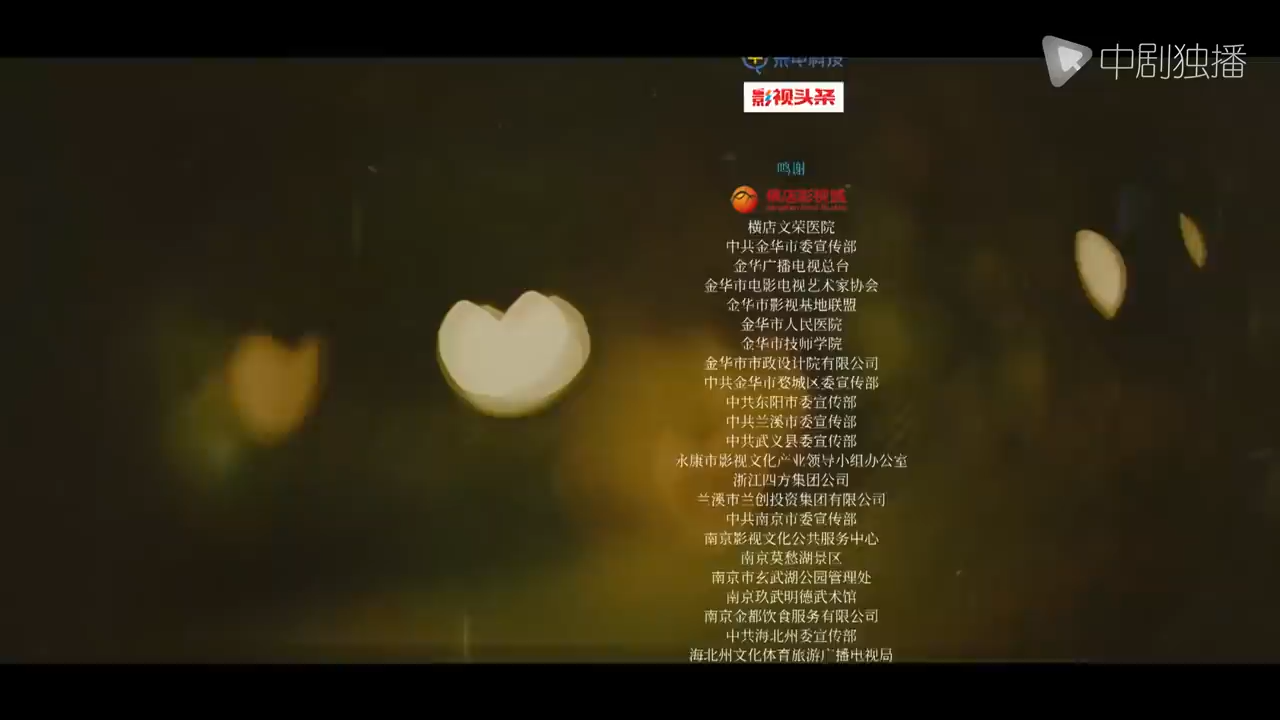 中剧独播
影视头条
鸣谢
横店影视城
横店文荣医院
中共金华市委宣传部
金华广播电视总台
金华市电影电视艺术家协会
金华市影视基地联盟
金华市人民医院
金华市技师学院
金华市市政设计院有限公司
中共金华市婺城区委宣传部
中共东阳市委宣传部
中共兰溪市委宣传部
中共武义县委宣传部
永康市影视文化产业领导小组办公室
浙江四方集团公司
兰溪市兰创投资集团有限公司
中共南京市委宣传部
南京影视文化公共服务中心
南京莫愁湖景区
南京市玄武湖公园管理处
南京玖武明德武术馆
南京金都饮食服务有限公司
中共海北州委宣传部
海北州文化体育旅游广播电视局